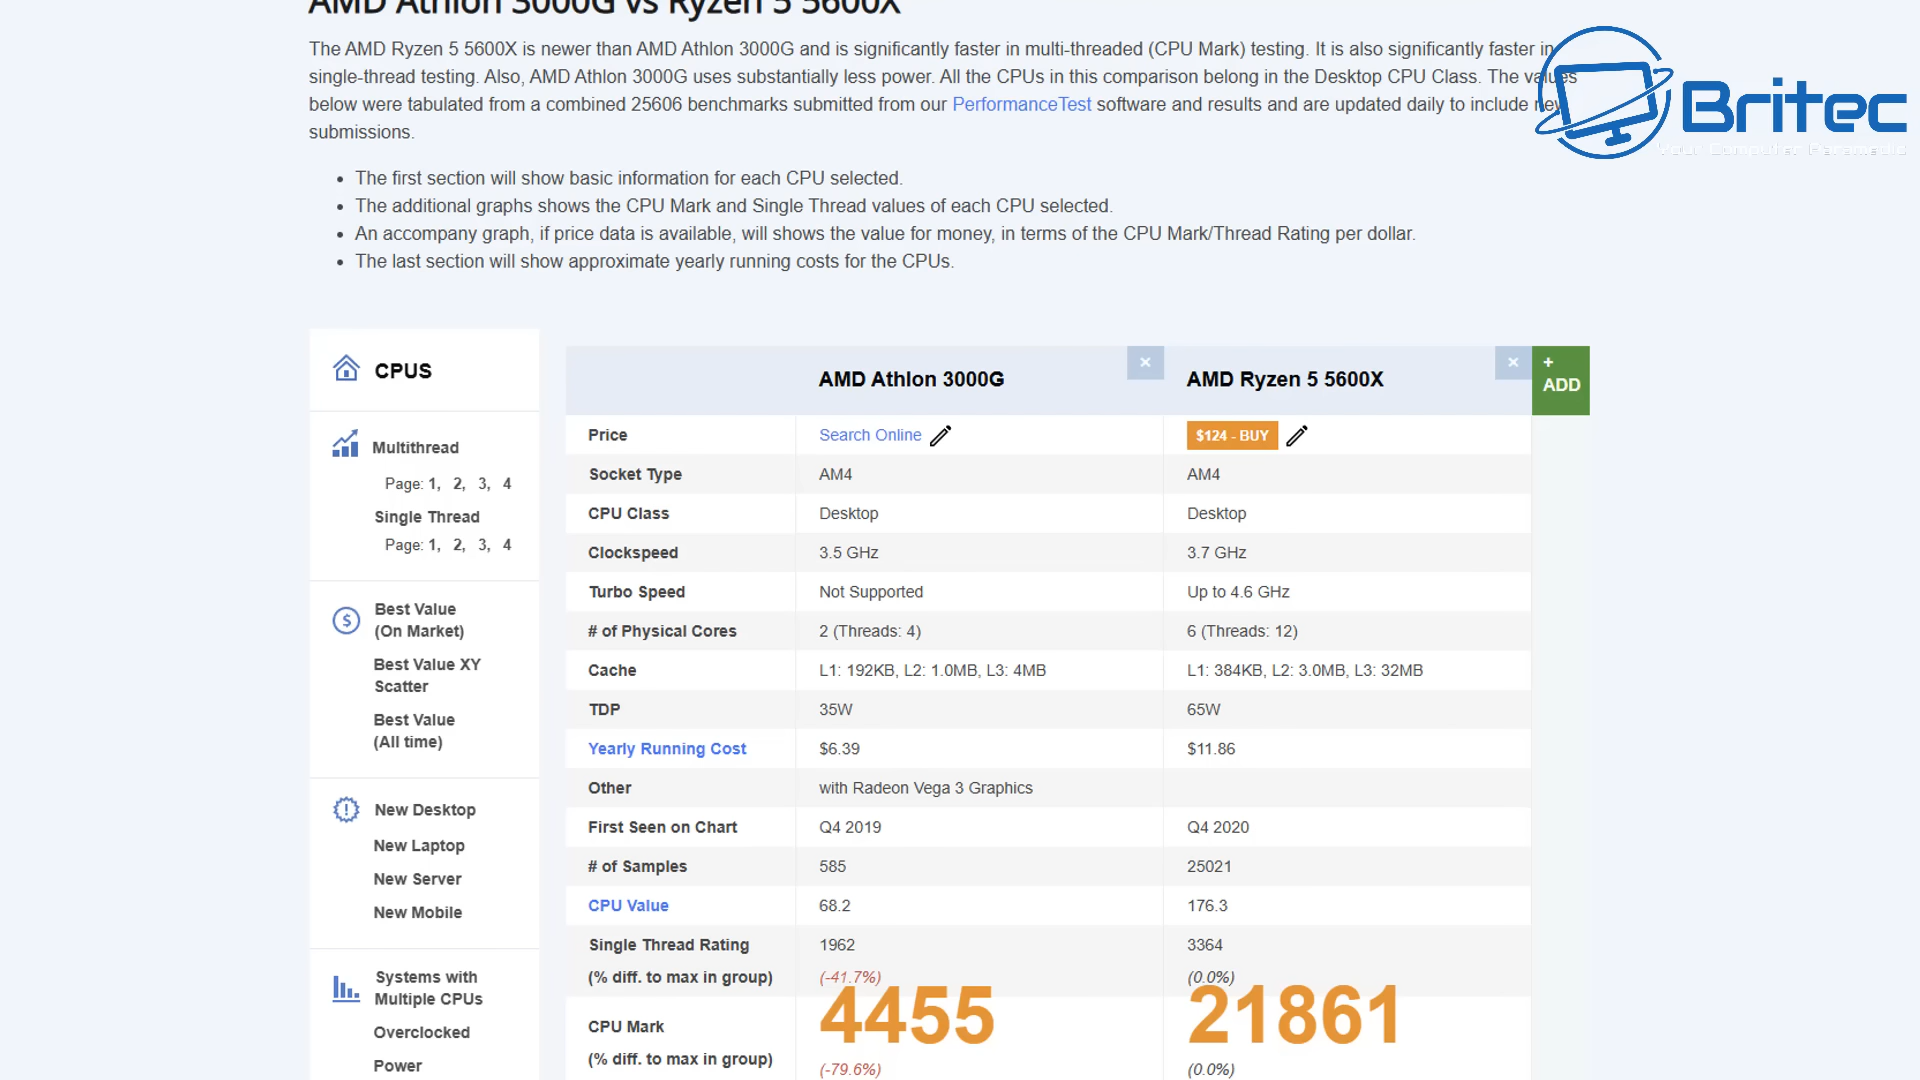 AMD Athlon 3000G vs Ryzen 5 5600X
The AMD Ryzen 5 5600X is newer than AMD Athlon 3000G and is significantly faster in multi-threaded (CPU Mark) testing. It is also significantly faster in
single-thread testing. Also, AMD Athlon 3000G uses substantially less power. All the CPUs in this comparison belong in the Desktop CPU Class. The values
below were tabulated from a combined 25606 benchmarks submitted from our PerformanceTest software and results and are updated daily to include new
submissions.
Britec
Your Computer Paramedic
• The first section will show basic information for each CPU selected.
• The additional graphs shows the CPU Mark and Single Thread values of each CPU selected.
• An accompany graph, if price data is available, will shows the value for money, in terms of the CPU Mark/Thread Rating per dollar.
• The last section will show approximate yearly running costs for the CPUs.
CPUS
Multithread
Page: 1, 2, 3, 4
Single Thread
Page: 1, 2, 3, 4
Best Value
(On Market)
Best Value XY
Scatter
Best Value
(All time)
New Desktop
New Laptop
New Server
New Mobile
Systems with
Multiple CPUs
Overclocked
Power
AMD Athlon 3000G × AMD Ryzen 5 5600X × + ADD
Price Search Online $124 - BUY
Socket Type AM4 AM4
CPU Class Desktop Desktop
Clockspeed 3.5 GHz 3.7 GHz
Turbo Speed Not Supported Up to 4.6 GHz
# of Physical Cores 2 (Threads: 4) 6 (Threads: 12)
Cache L1: 192KB, L2: 1.0MB, L3: 4MB L1: 384KB, L2: 3.0MB, L3: 32MB
TDP 35W 65W
Yearly Running Cost $6.39 $11.86
Other with Radeon Vega 3 Graphics
First Seen on Chart Q4 2019 Q4 2020
# of Samples 585 25021
CPU Value 68.2 176.3
Single Thread Rating 1962 3364
(% diff. to max in group) (-41.7%) (0.0%)
CPU Mark 4455 21861
(% diff. to max in group) (-79.6%) (0.0%)